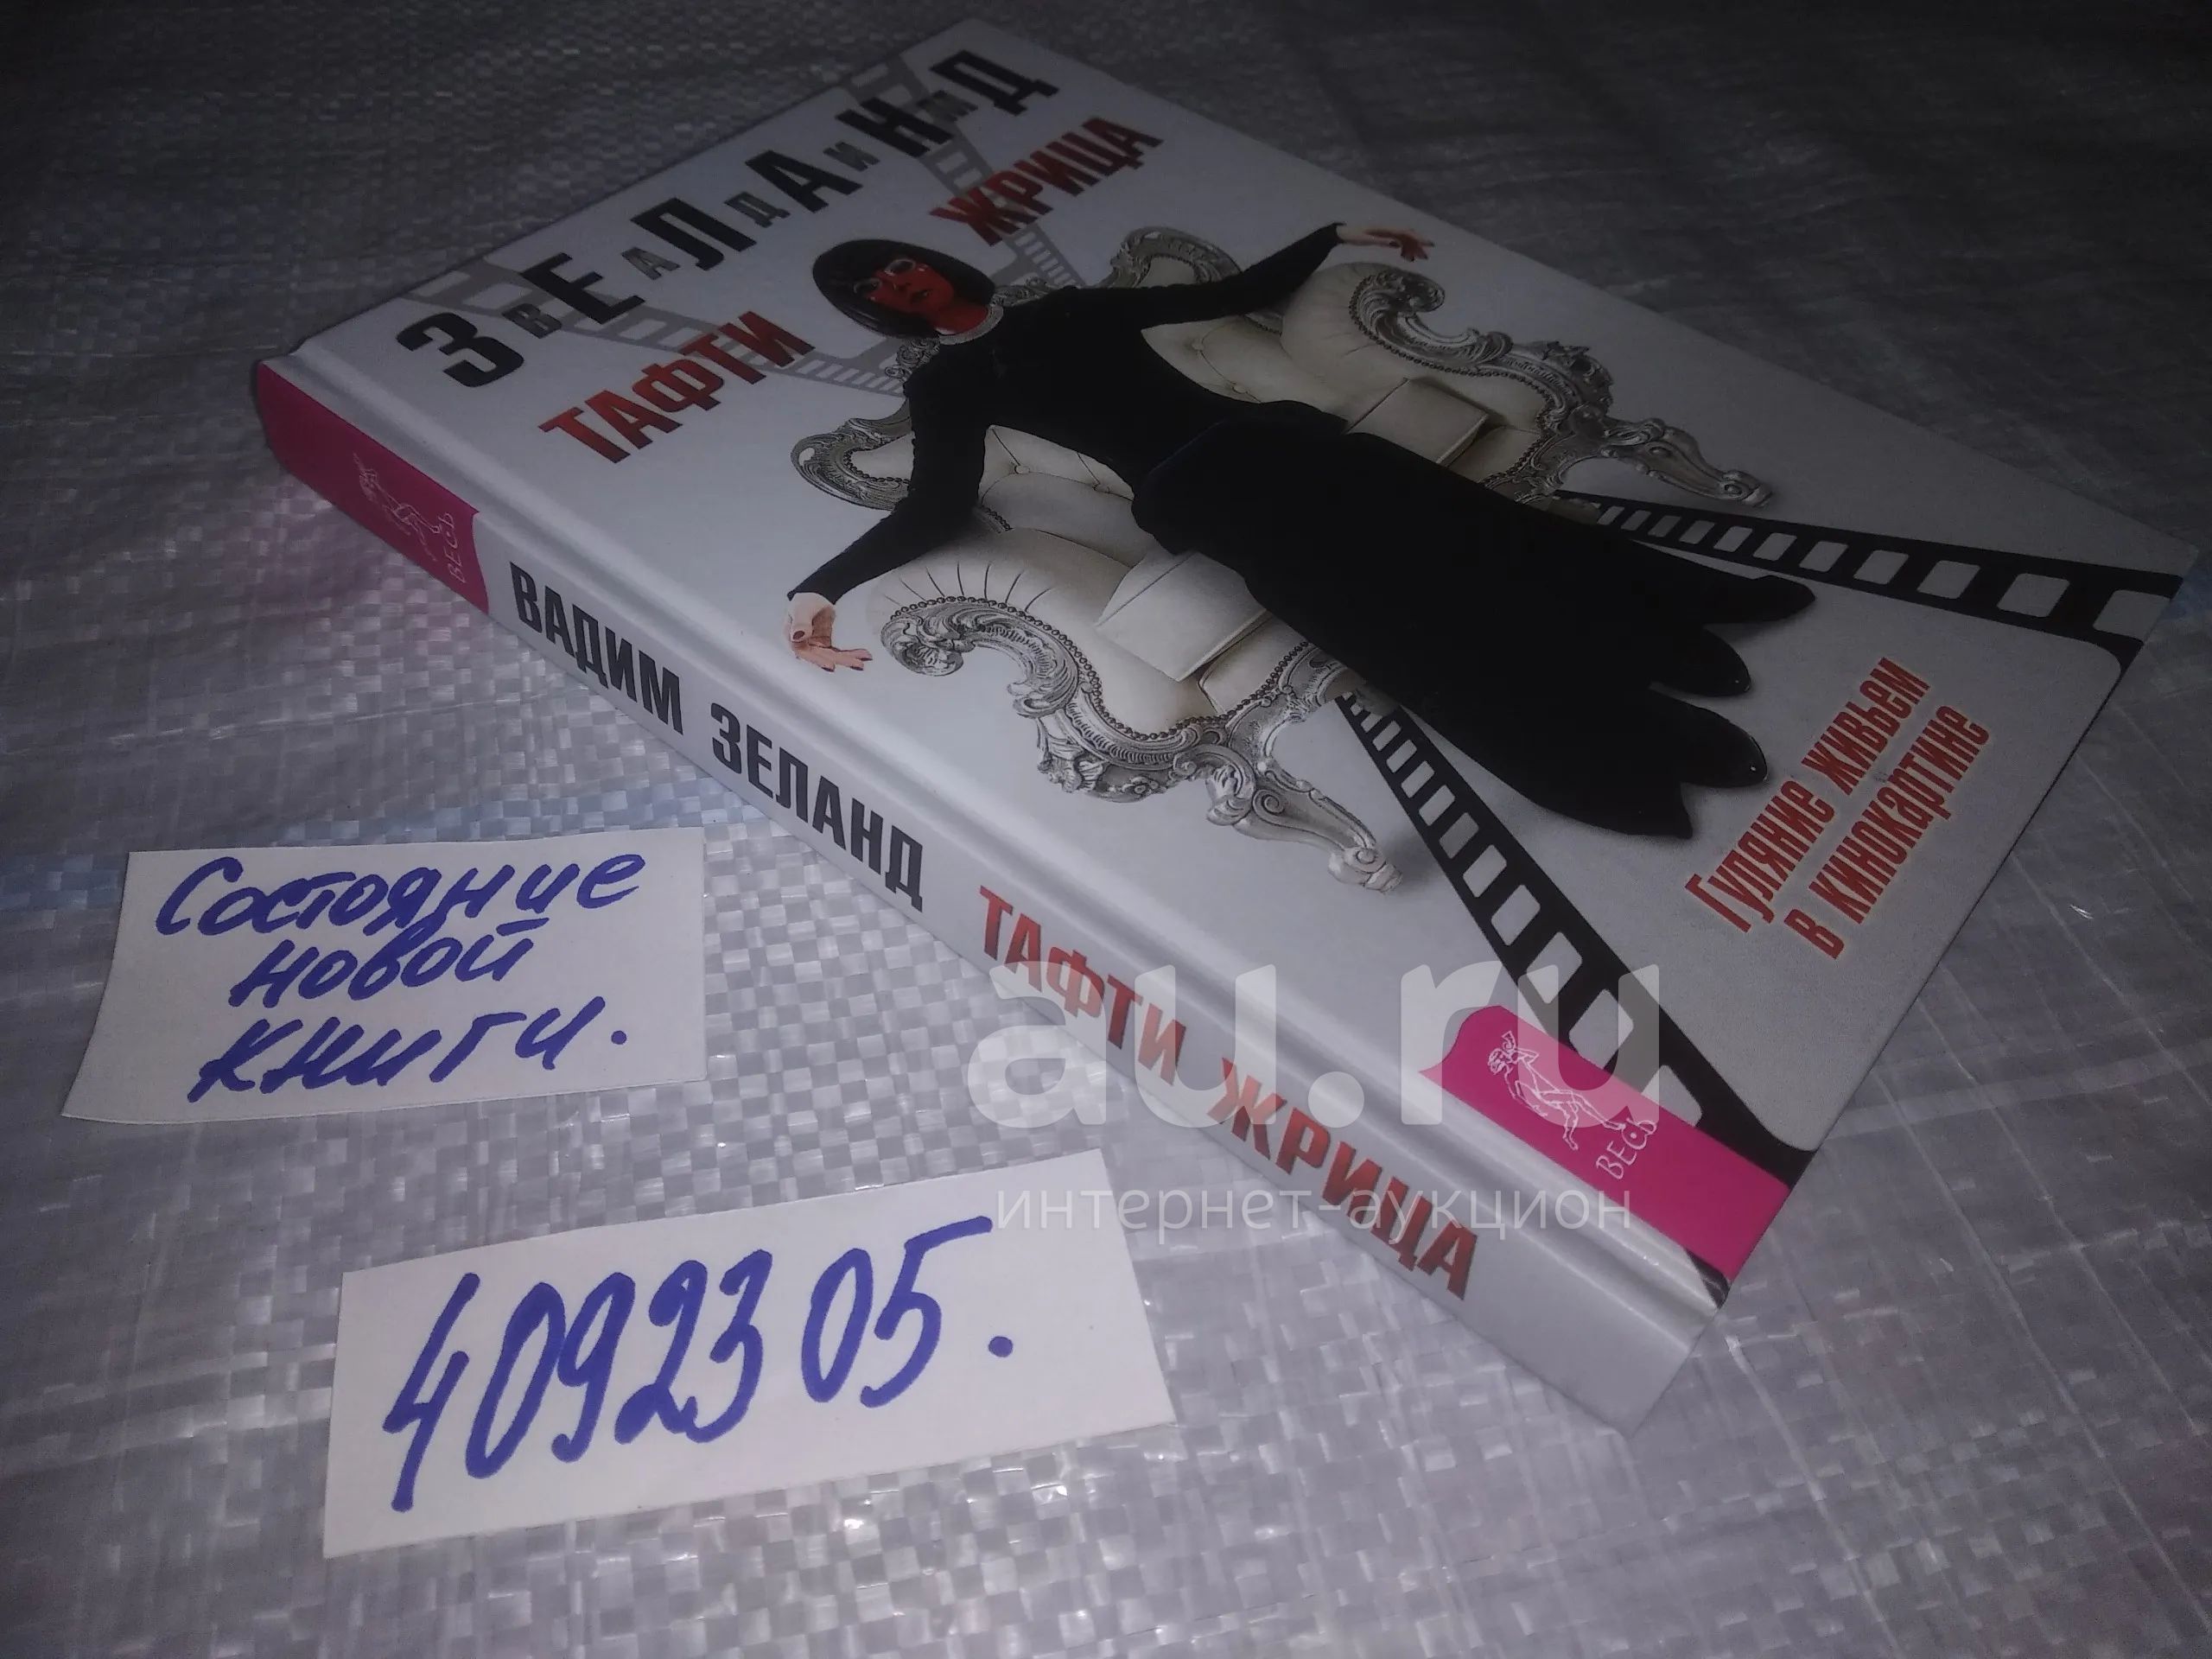 ЗВЕАЛДАИНМД
ТАФТИ ЖРИЦА
Гуляние живьем
в кинокартине
ВЕСЬ
ВЕСЬ
ВАДИМ ЗЕЛАНД ТАФТИ ЖРИЦА
Состояние
новой
книги.
4092305.
au.ru
интернет-аукцион